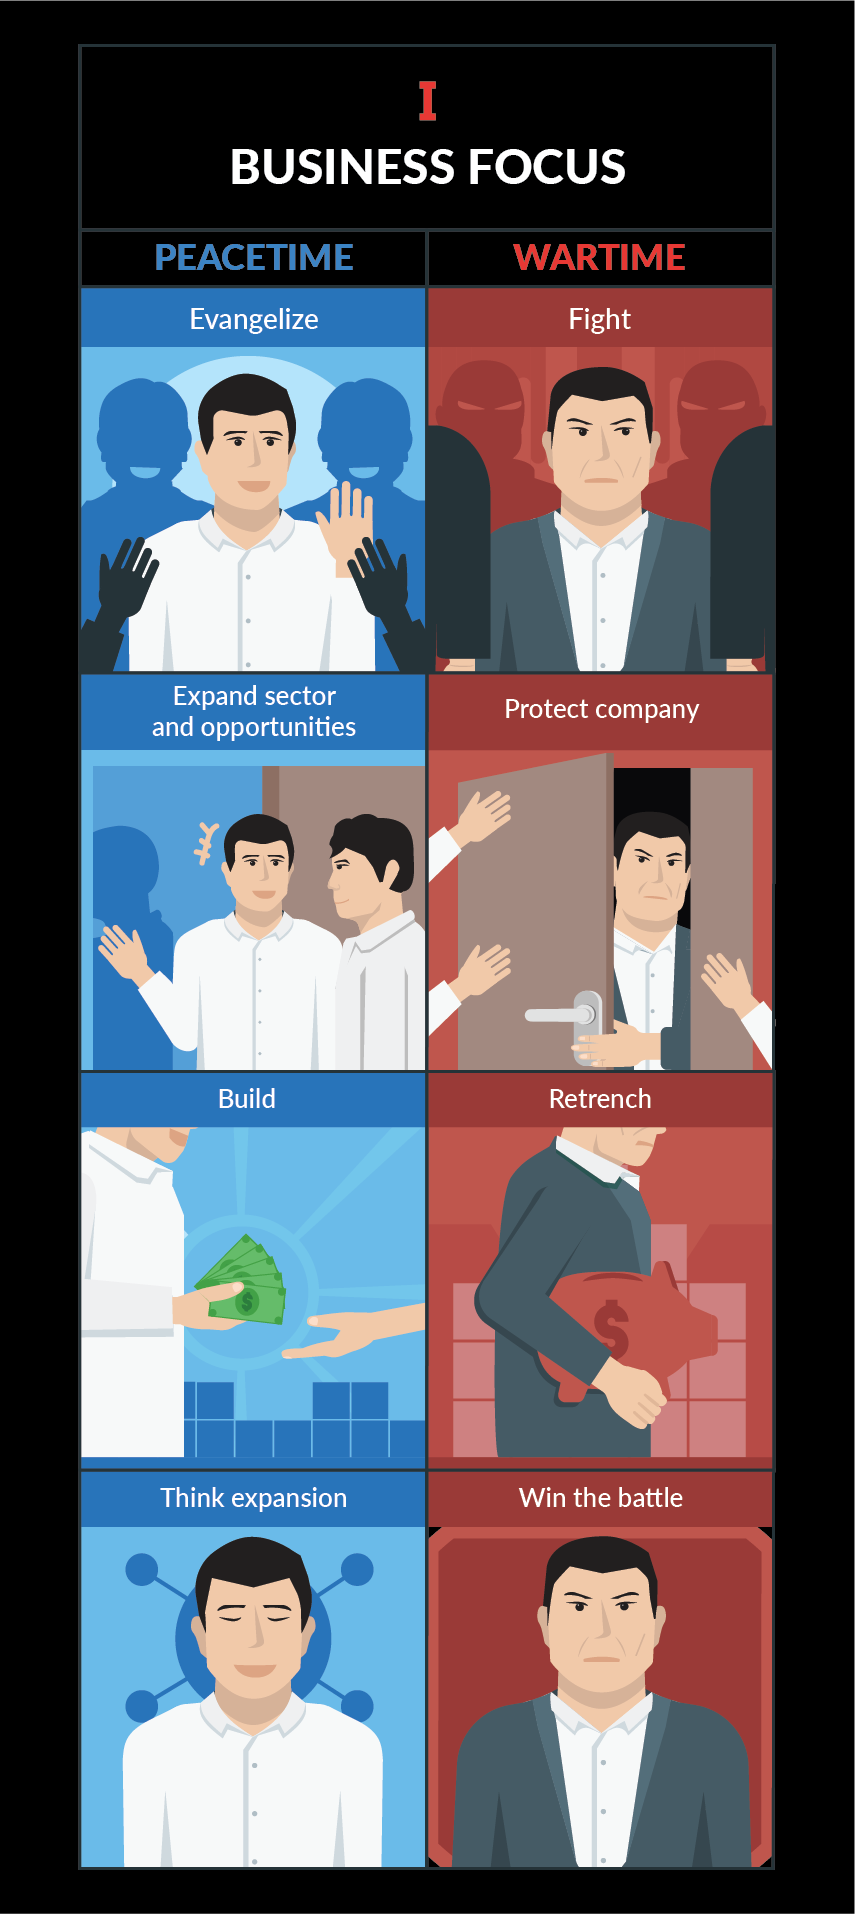 I
BUSINESS FOCUS
PEACETIME
WARTIME
Evangelize
Fight
Expand sector
and opportunities
Protect company
Build
Retrench
$
$
Think expansion
Win the battle